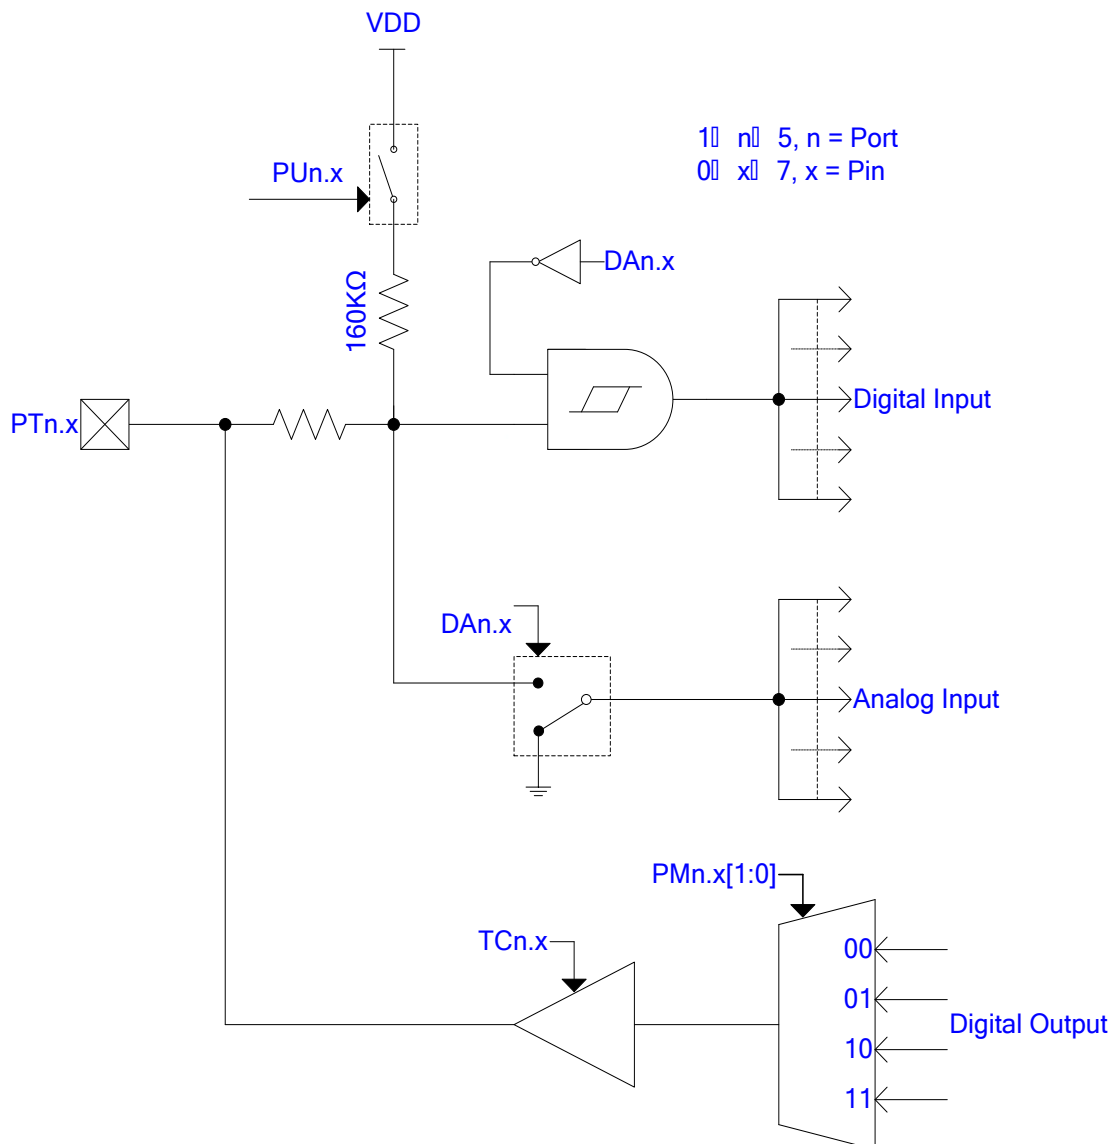 VDD
1▯ n▯ 5, n = Port
0▯ x▯ 7, x = Pin
PUn.x
DAn.x
160KΩ
Digital Input
PTn.x
DAn.x
Analog Input
PMn.x[1:0]
TCn.x
00
01
Digital Output
10
11